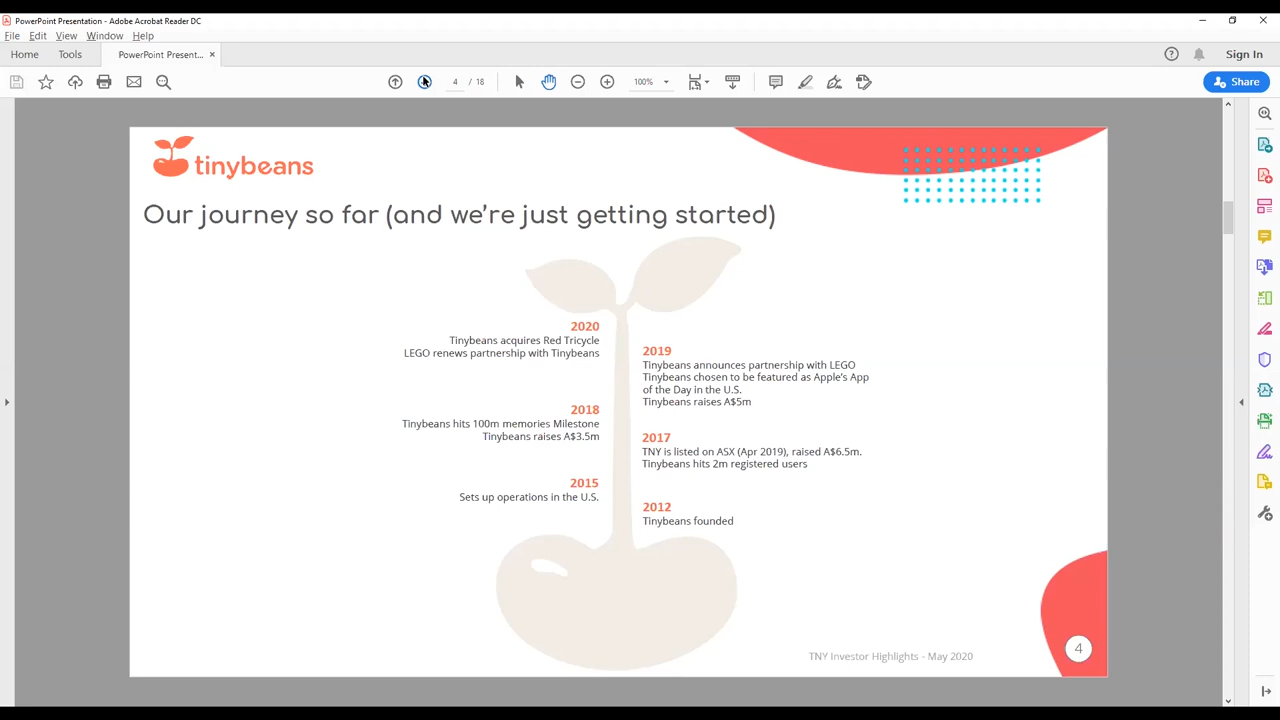 PowerPoint Presentation - Adobe Acrobat Reader DC
File Edit View Window Help
Home Tools PowerPoint Present... ×
Sign In
4 / 18
100%
Share
tinybeans
Our journey so far (and we’re just getting started)
2020
Tinybeans acquires Red Tricycle
LEGO renews partnership with Tinybeans
2019
Tinybeans announces partnership with LEGO
Tinybeans chosen to be featured as Apple’s App
of the Day in the U.S.
Tinybeans raises A$5m
2018
Tinybeans hits 100m memories Milestone
Tinybeans raises A$3.5m
2017
TNY is listed on ASX (Apr 2019), raised A$6.5m.
Tinybeans hits 2m registered users
2015
Sets up operations in the U.S.
2012
Tinybeans founded
TNY Investor Highlights - May 2020
4